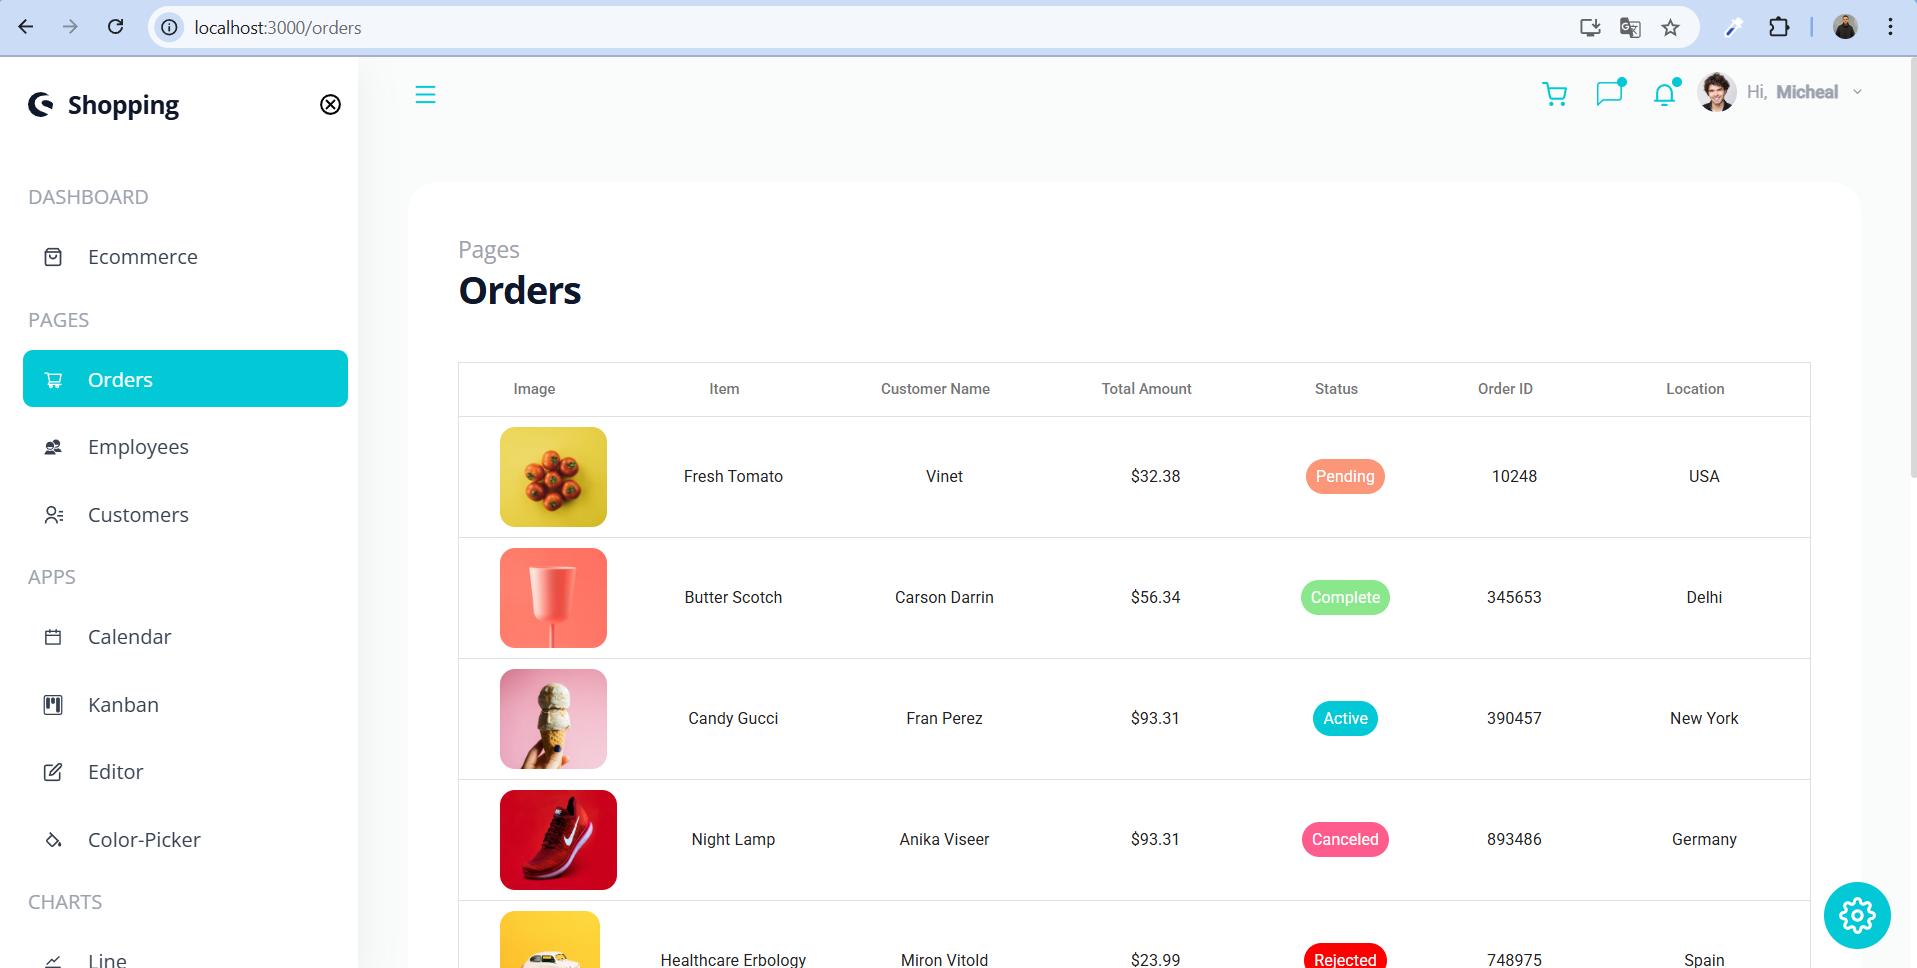 localhost:3000/orders
Shopping
Hi, Micheal
DASHBOARD
Ecommerce
PAGES
Orders
Employees
Customers
APPS
Calendar
Kanban
Editor
Color-Picker
CHARTS
Line
Pages
Orders
Image Item Customer Name Total Amount Status Order ID Location
Fresh Tomato Vinet $32.38 Pending 10248 USA
Butter Scotch Carson Darrin $56.34 Complete 345653 Delhi
Candy Gucci Fran Perez $93.31 Active 390457 New York
Night Lamp Anika Viseer $93.31 Canceled 893486 Germany
Healthcare Erbology Miron Vitold $23.99 Rejected 748975 Spain